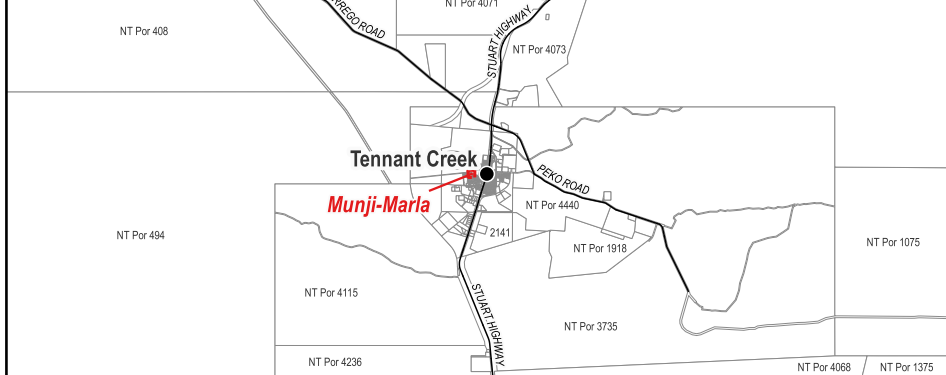 NT Por 4071
NT Por 408
RREGO ROAD
STUART HIGHWAY
NT Por 4073
Tennant Creek
Munji-Marla
PEKO ROAD
NT Por 4440
2141
NT Por 494
NT Por 1918
NT Por 1075
NT Por 4115
STUART HIGHWAY
NT Por 3735
NT Por 4236
NT Por 4068
NT Por 1375